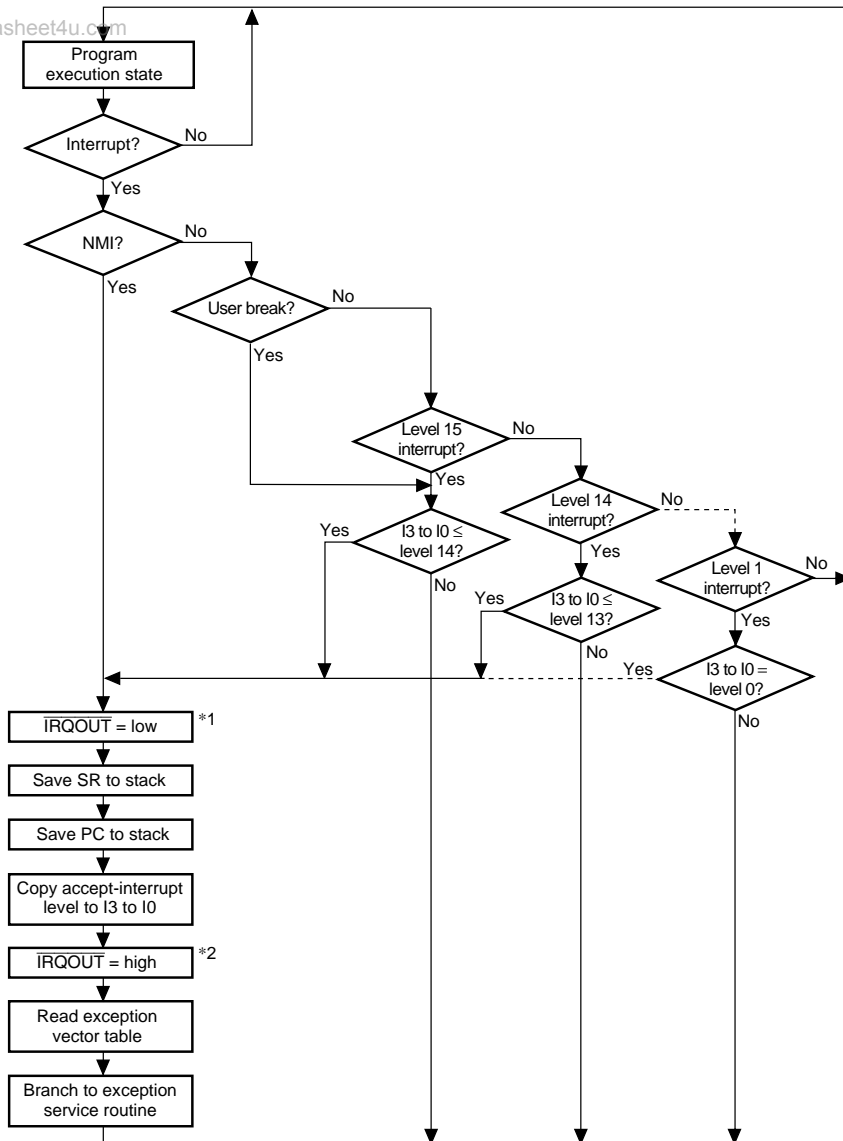 asheet4u.com
Program
execution state
Interrupt?
No
Yes
NMI?
No
Yes
User break?
No
Yes
Level 15
interrupt?
No
Yes
Level 14
interrupt?
No
Yes
I3 to I0 ≤
level 14?
Yes
No
Level 1
interrupt?
No
Yes
I3 to I0 ≤
level 13?
Yes
No
I3 to I0 =
level 0?
Yes
No
IRQOUT = low
*1
Save SR to stack
Save PC to stack
Copy accept-interrupt
level to I3 to I0
IRQOUT = high
*2
Read exception
vector table
Branch to exception
service routine